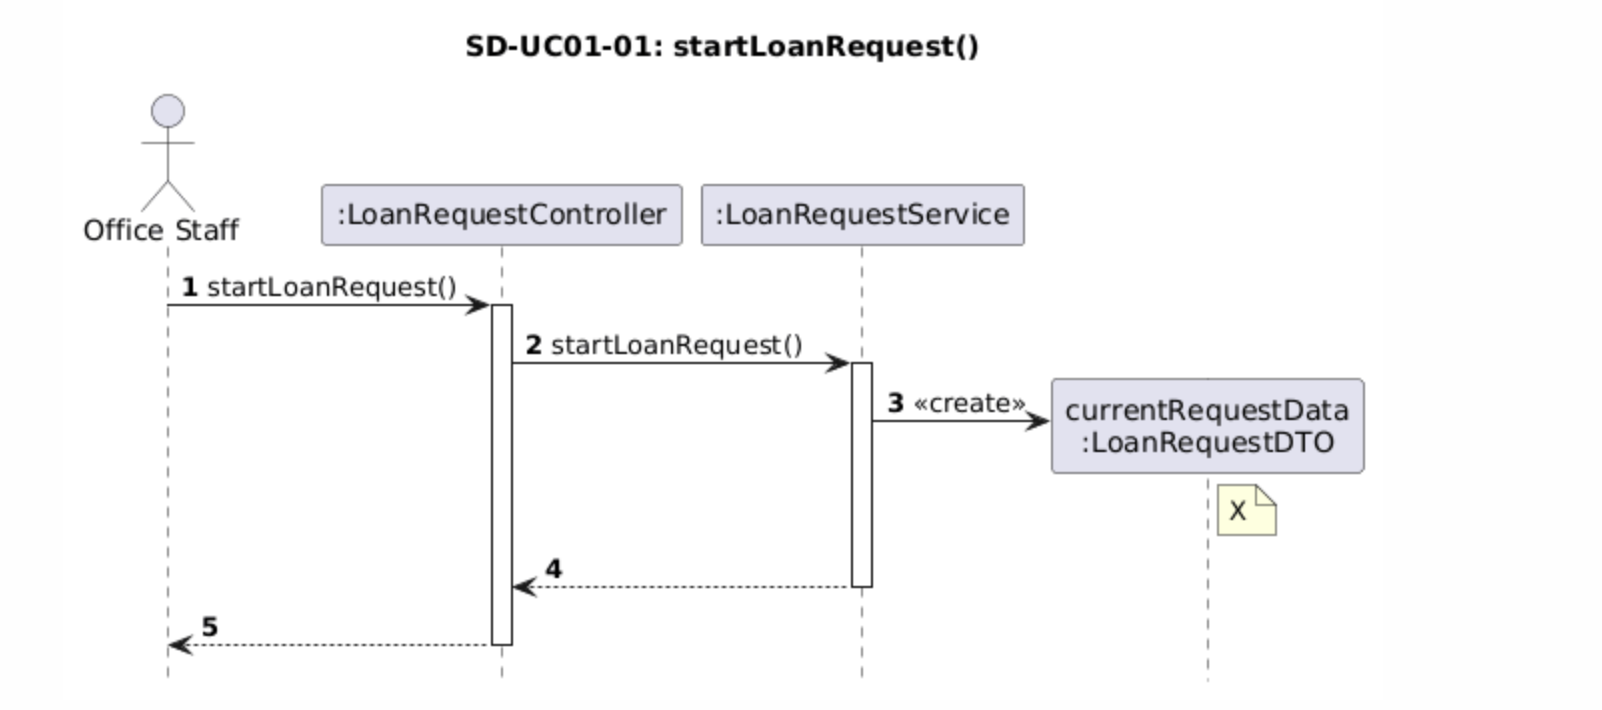 SD-UC01-01: startLoanRequest()
Office Staff
:LoanRequestController
:LoanRequestService
1 startLoanRequest()
2 startLoanRequest()
3 «create»
currentRequestData
:LoanRequestDTO
X
4
5